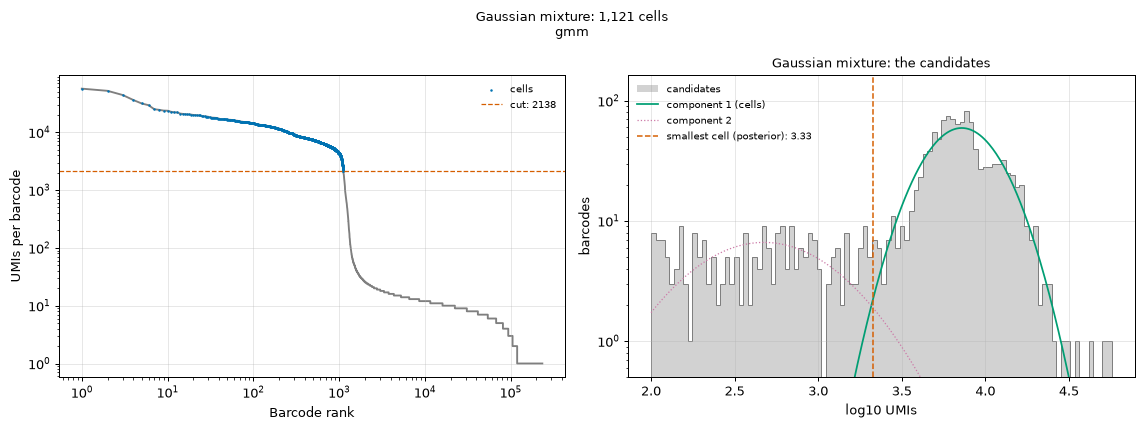 Gaussian mixture: 1,121 cells
gmm
cells
cut: 2138
UMIs per barcode
10⁴
10³
10²
10¹
10⁰
10⁰
10¹
10²
10³
10⁴
10⁵
Barcode rank
Gaussian mixture: the candidates
candidates
component 1 (cells)
component 2
smallest cell (posterior): 3.33
barcodes
10²
10¹
10⁰
2.0
2.5
3.0
3.5
4.0
4.5
log10 UMIs